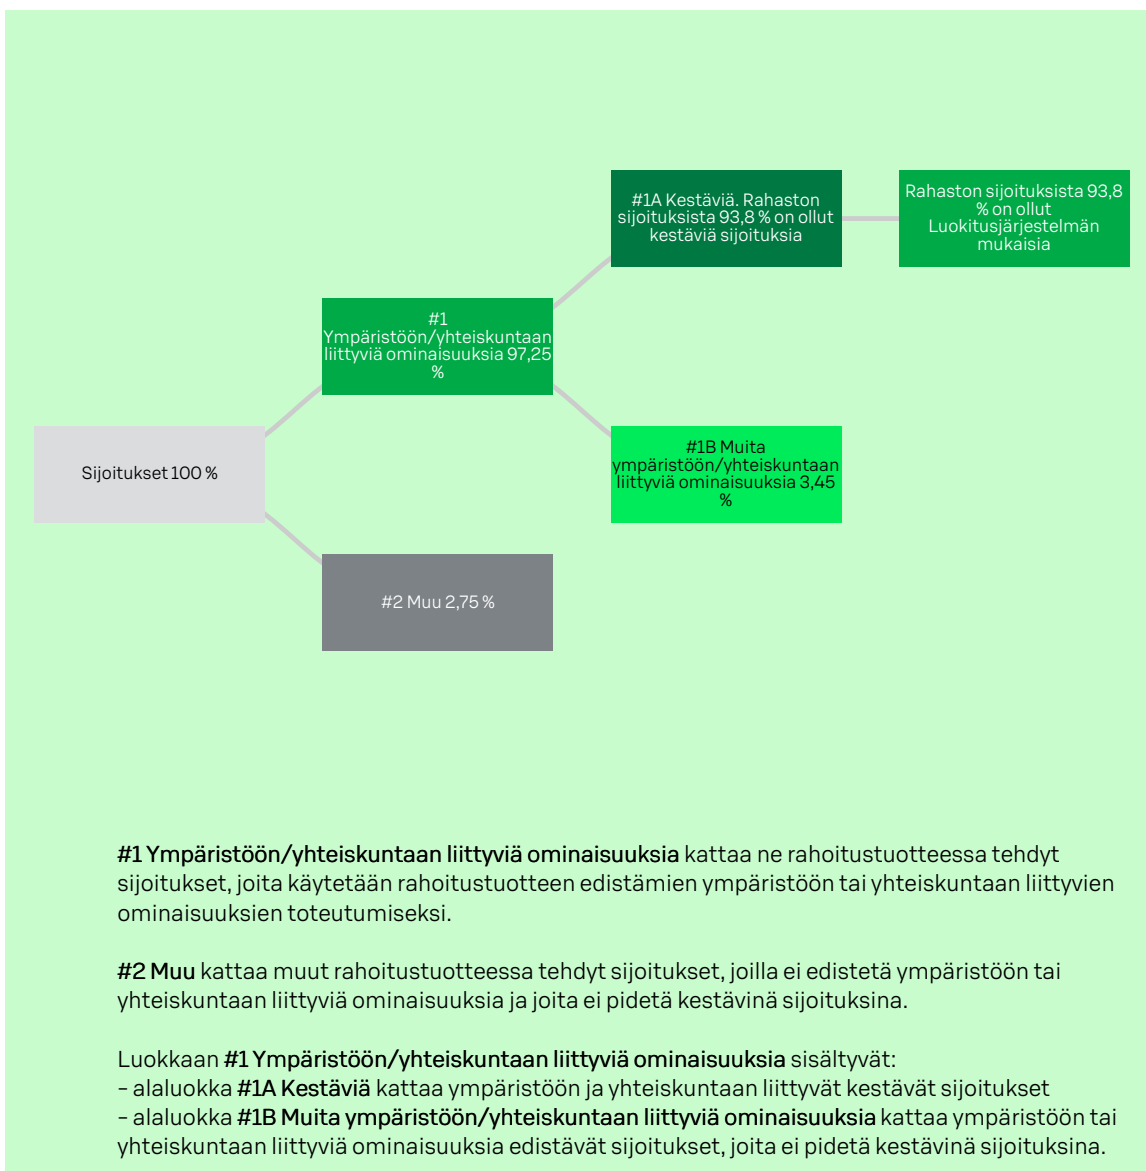 #1A Kestäviä. Rahaston
sijoituksista 93,8 % on ollut
kestäviä sijoituksia
Rahaston sijoituksista 93,8
% on ollut
Luokitusjärjestelmän
mukaisia
#1
Ympäristöön/yhteiskuntaan
liittyviä ominaisuuksia 97,25
%
Sijoitukset 100 %
#1B Muita
ympäristöön/yhteiskuntaan
liittyviä ominaisuuksia 3,45
%
#2 Muu 2,75 %
#1 Ympäristöön/yhteiskuntaan liittyviä ominaisuuksia kattaa ne rahoitustuotteessa tehdyt
sijoitukset, joita käytetään rahoitustuotteen edistämien ympäristöön tai yhteiskuntaan liittyvien
ominaisuuksien toteutumiseksi.
#2 Muu kattaa muut rahoitustuotteessa tehdyt sijoitukset, joilla ei edistetä ympäristöön tai
yhteiskuntaan liittyviä ominaisuuksia ja joita ei pidetä kestävinä sijoituksina.
Luokkaan #1 Ympäristöön/yhteiskuntaan liittyviä ominaisuuksia sisältyvät:
– alaluokka #1A Kestäviä kattaa ympäristöön ja yhteiskuntaan liittyvät kestävät sijoitukset
– alaluokka #1B Muita ympäristöön/yhteiskuntaan liittyviä ominaisuuksia kattaa ympäristöön tai
yhteiskuntaan liittyviä ominaisuuksia edistävät sijoitukset, joita ei pidetä kestävinä sijoituksina.